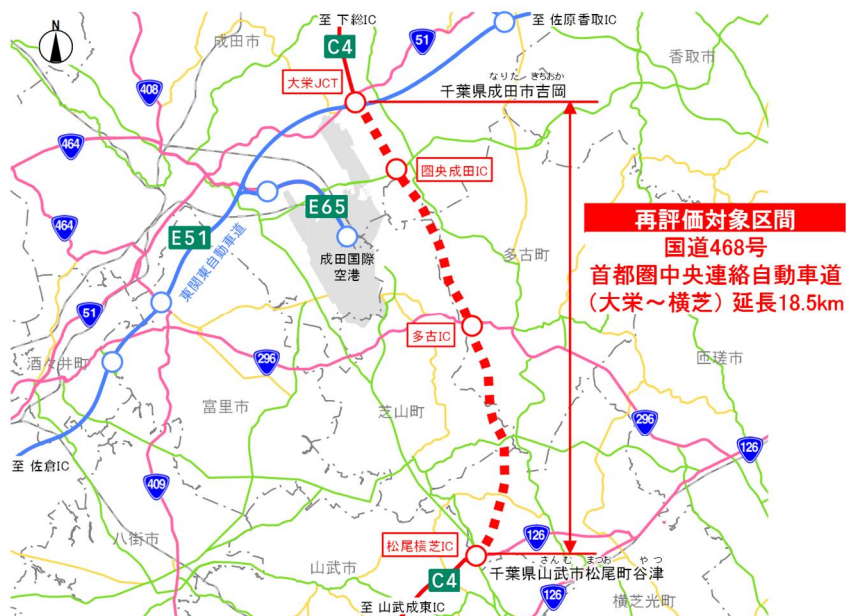 至 下総IC
至 佐原香取IC
N
成田市
C4
51
香取市
なりた きちおか
大栄JCT
千葉県成田市吉岡
408
464
圏央成田IC
E65
464
再評価対象区間
E51
国道468号
東関東自動車道
多古町
成田国際
空港
首都圏中央連絡自動車道
(大栄～横芝) 延長18.5km
51
多古IC
酒々井町
296
匝瑳市
富里市
芝山町
296
126
至 佐倉IC
409
八街市
松尾横芝IC
126
さんむ まつお やつ
山武市
C4
千葉県山武市松尾町谷津
126
横芝光町
至 山武成東IC